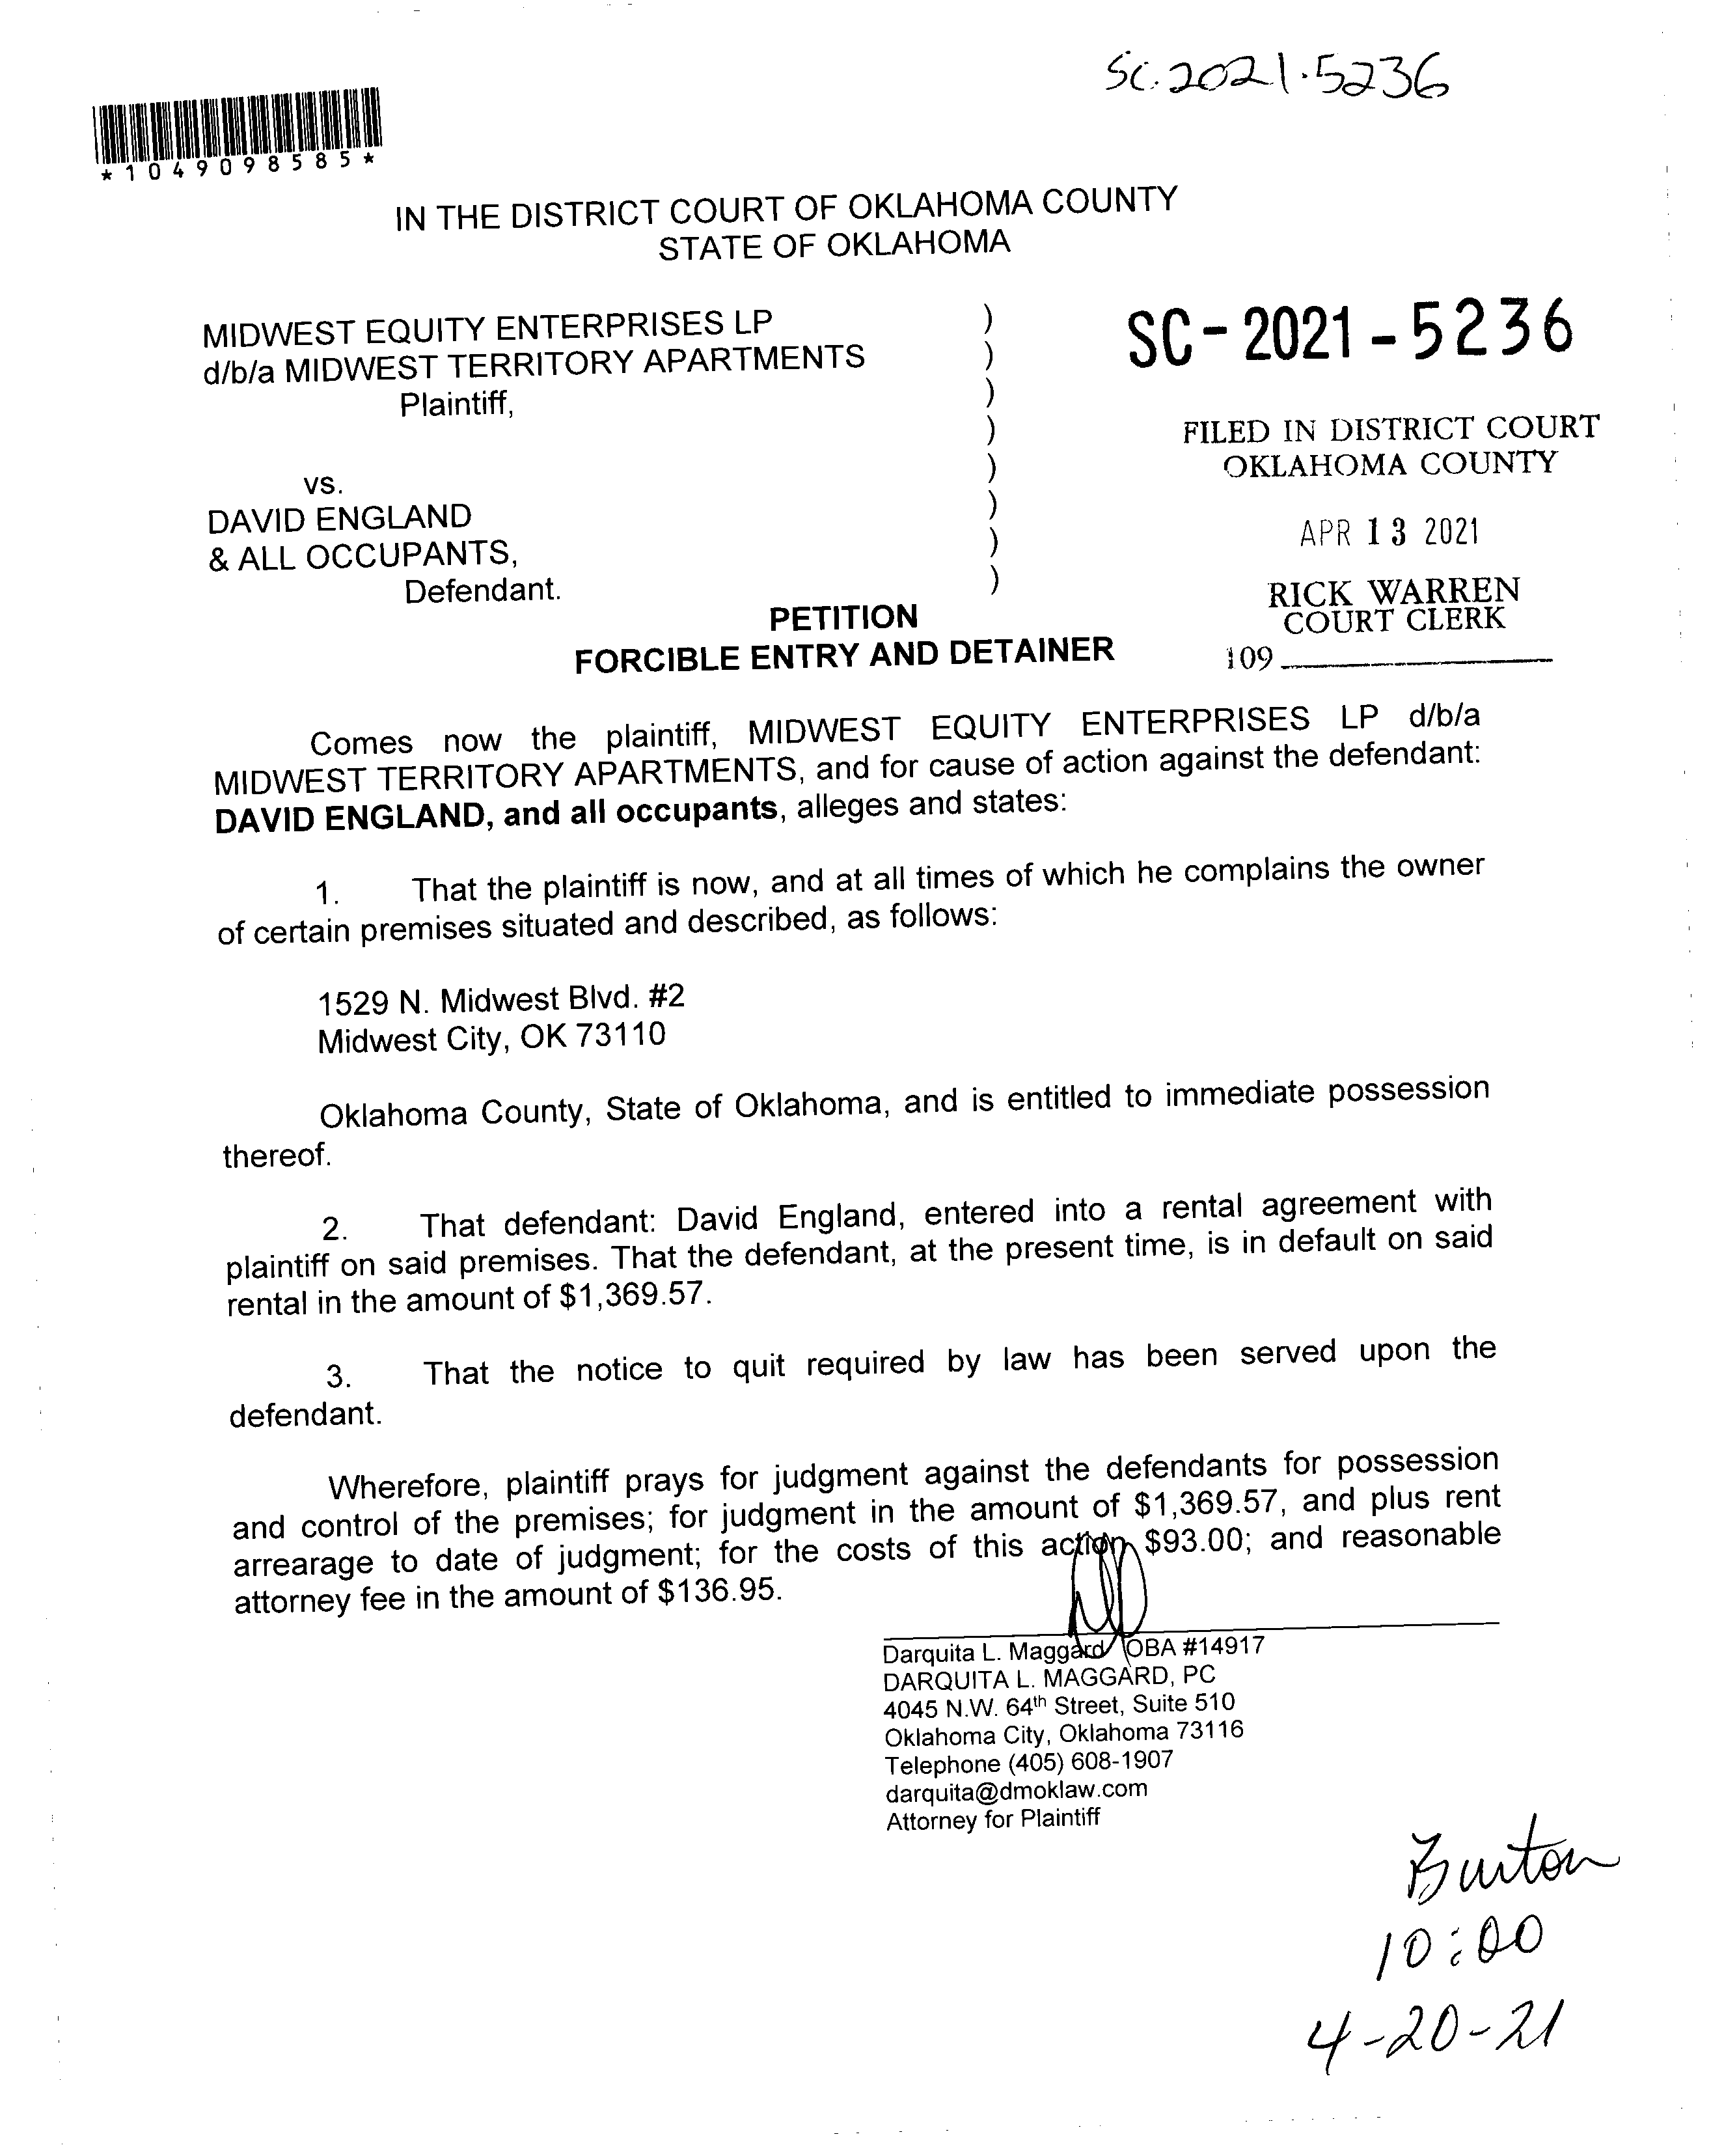 SC.2021.5236
*1049098585*
IN THE DISTRICT COURT OF OKLAHOMA COUNTY
STATE OF OKLAHOMA
MIDWEST EQUITY ENTERPRISES LP )
d/b/a MIDWEST TERRITORY APARTMENTS )
Plaintiff, )
)
vs. )
DAVID ENGLAND )
& ALL OCCUPANTS, )
Defendant. )
SC-2021-5236
FILED IN DISTRICT COURT
OKLAHOMA COUNTY
APR 13 2021
RICK WARREN
COURT CLERK
109
PETITION
FORCIBLE ENTRY AND DETAINER
Comes now the plaintiff, MIDWEST EQUITY ENTERPRISES LP d/b/a
MIDWEST TERRITORY APARTMENTS, and for cause of action against the defendant:
DAVID ENGLAND, and all occupants, alleges and states:
1. That the plaintiff is now, and at all times of which he complains the owner
of certain premises situated and described, as follows:
1529 N. Midwest Blvd. #2
Midwest City, OK 73110
Oklahoma County, State of Oklahoma, and is entitled to immediate possession
thereof.
2. That defendant: David England, entered into a rental agreement with
plaintiff on said premises. That the defendant, at the present time, is in default on said
rental in the amount of $1,369.57.
3. That the notice to quit required by law has been served upon the
defendant.
Wherefore, plaintiff prays for judgment against the defendants for possession
and control of the premises; for judgment in the amount of $1,369.57, and plus rent
arrearage to date of judgment; for the costs of this action $93.00; and reasonable
attorney fee in the amount of $136.95.
Darquita L. Maggard OBA #14917
DARQUITA L. MAGGARD, PC
4045 N.W. 64th Street, Suite 510
Oklahoma City, Oklahoma 73116
Telephone (405) 608-1907
darquita@dmoklaw.com
Attorney for Plaintiff
Burton
10:00
4-20-21